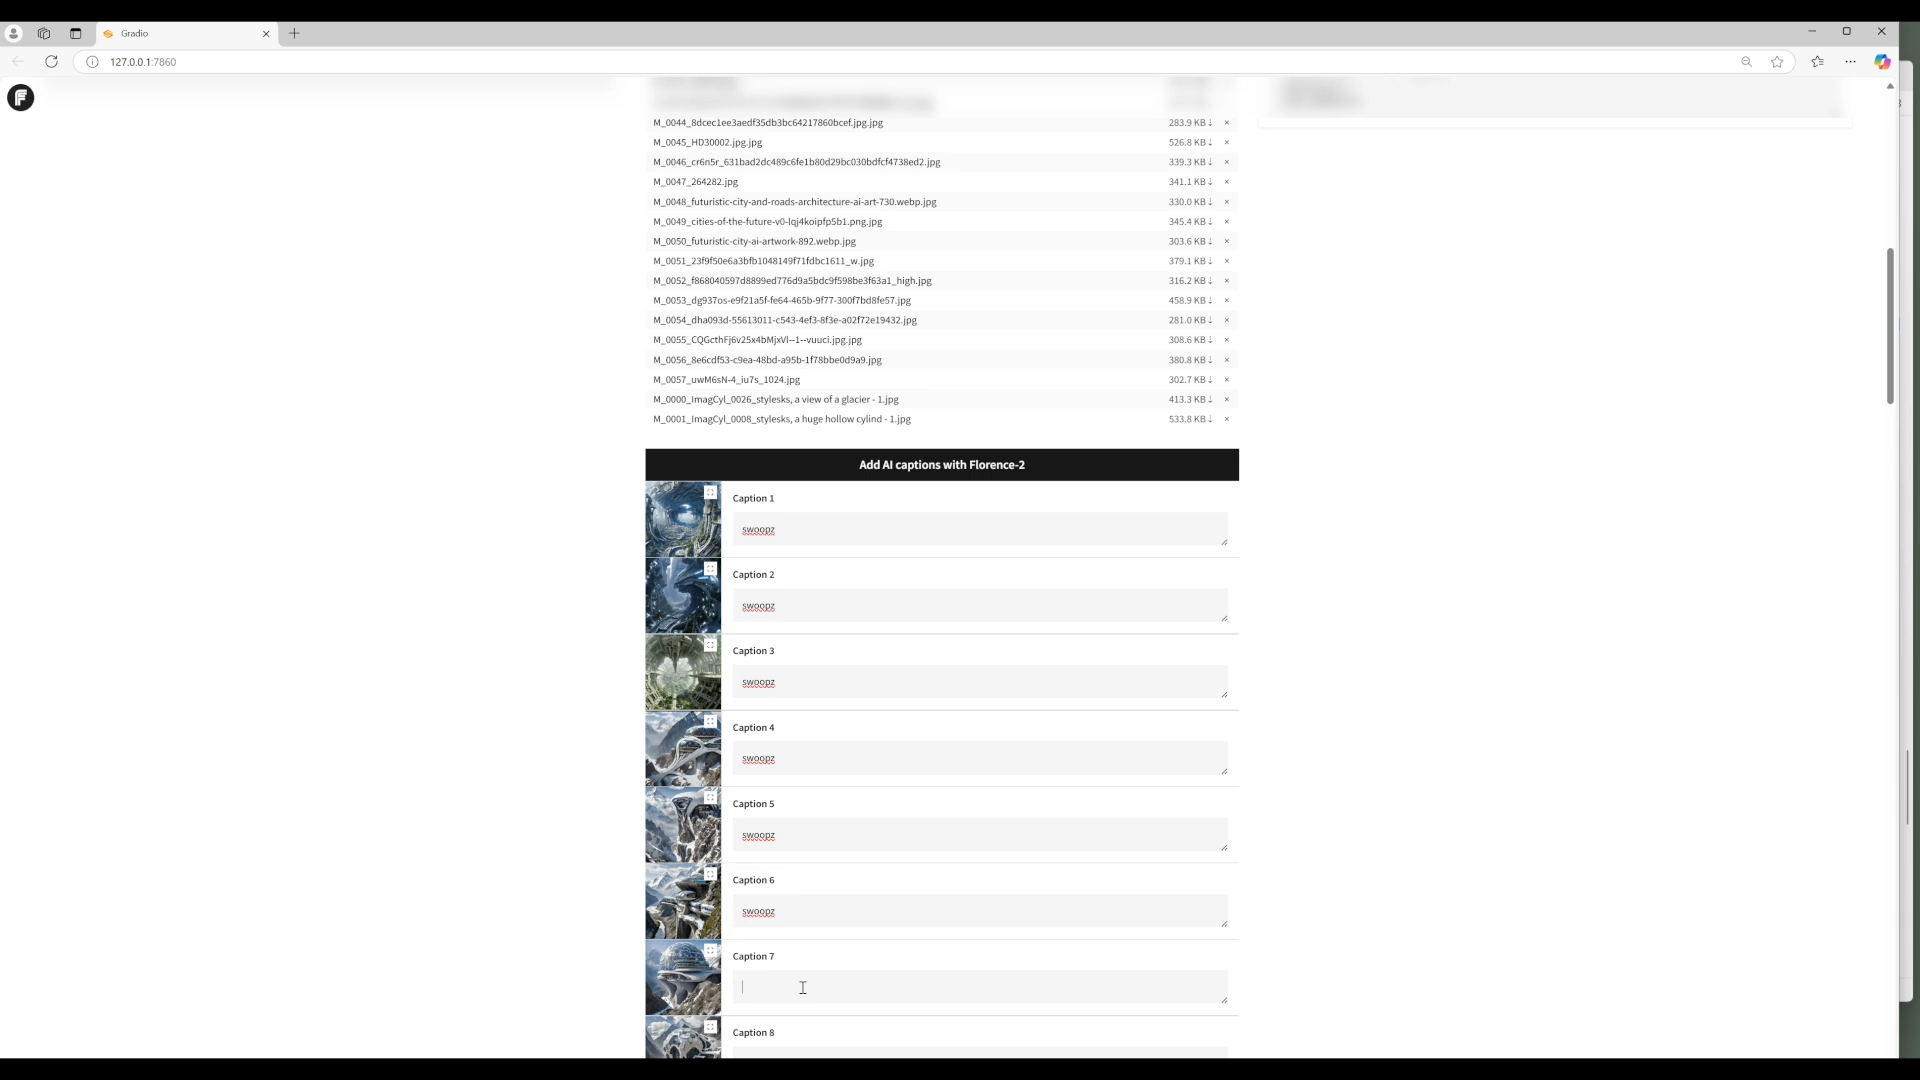 Gradio
127.0.0.1:7860
M_0044_8dcec1ee3aedf35db3bc64217860bcef.jpg.jpg 283.9 KB↓ ×
M_0045_HD30002.jpg.jpg 526.8 KB↓ ×
M_0046_cr6n5r_631bad2dc489c6fe1b80d29bc030bdfcf4738ed2.jpg 339.3 KB↓ ×
M_0047_264282.jpg 341.1 KB↓ ×
M_0048_futuristic-city-and-roads-architecture-ai-art-730.webp.jpg 330.0 KB↓ ×
M_0049_cities-of-the-future-v0-lqj4koipfp5b1.png.jpg 345.4 KB↓ ×
M_0050_futuristic-city-ai-artwork-892.webp.jpg 303.6 KB↓ ×
M_0051_23f9f50e6a3bfb1048149f71fdbc1611_w.jpg 379.1 KB↓ ×
M_0052_f868040597d8899ed776d9a5bdc9f598be3f63a1_high.jpg 316.2 KB↓ ×
M_0053_dg937os-e9f21a5f-fe64-465b-9f77-300f7bd8fe57.jpg 458.9 KB↓ ×
M_0054_dha093d-55613011-c543-4ef3-8f3e-a02f72e19432.jpg 281.0 KB↓ ×
M_0055_CQGcthFj6v25x4bMjxVl--1--vuuci.jpg.jpg 308.6 KB↓ ×
M_0056_8e6cdf53-c9ea-48bd-a95b-1f78bbe0d9a9.jpg 380.8 KB↓ ×
M_0057_uwM6sN-4_iu7s_1024.jpg 302.7 KB↓ ×
M_0000_ImagCyl_0026_stylesks, a view of a glacier - 1.jpg 413.3 KB↓ ×
M_0001_ImagCyl_0008_stylesks, a huge hollow cylind - 1.jpg 533.8 KB↓ ×
Add AI captions with Florence-2
Caption 1
swoopz
Caption 2
swoopz
Caption 3
swoopz
Caption 4
swoopz
Caption 5
swoopz
Caption 6
swoopz
Caption 7
Caption 8